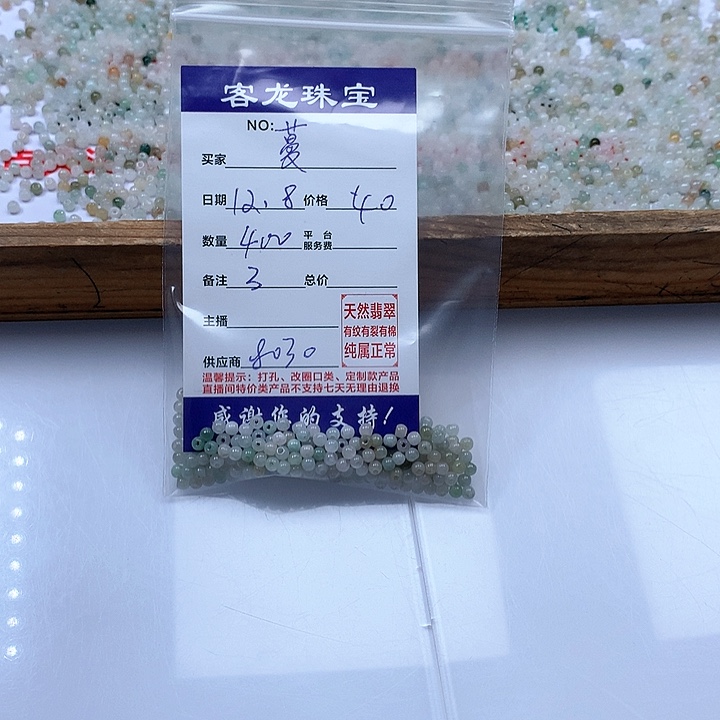 客龙珠宝
NO:
买家 蔓
日期 12.8 价格 40
数量 400 平台服务费
备注 3 总价
主播
供应商 8030
天然翡翠
有纹有裂有棉
纯属正常
温馨提示：打孔、改圈口类、定制款产品
直播间特价类产品不支持七天无理由退换
感谢您的支持！